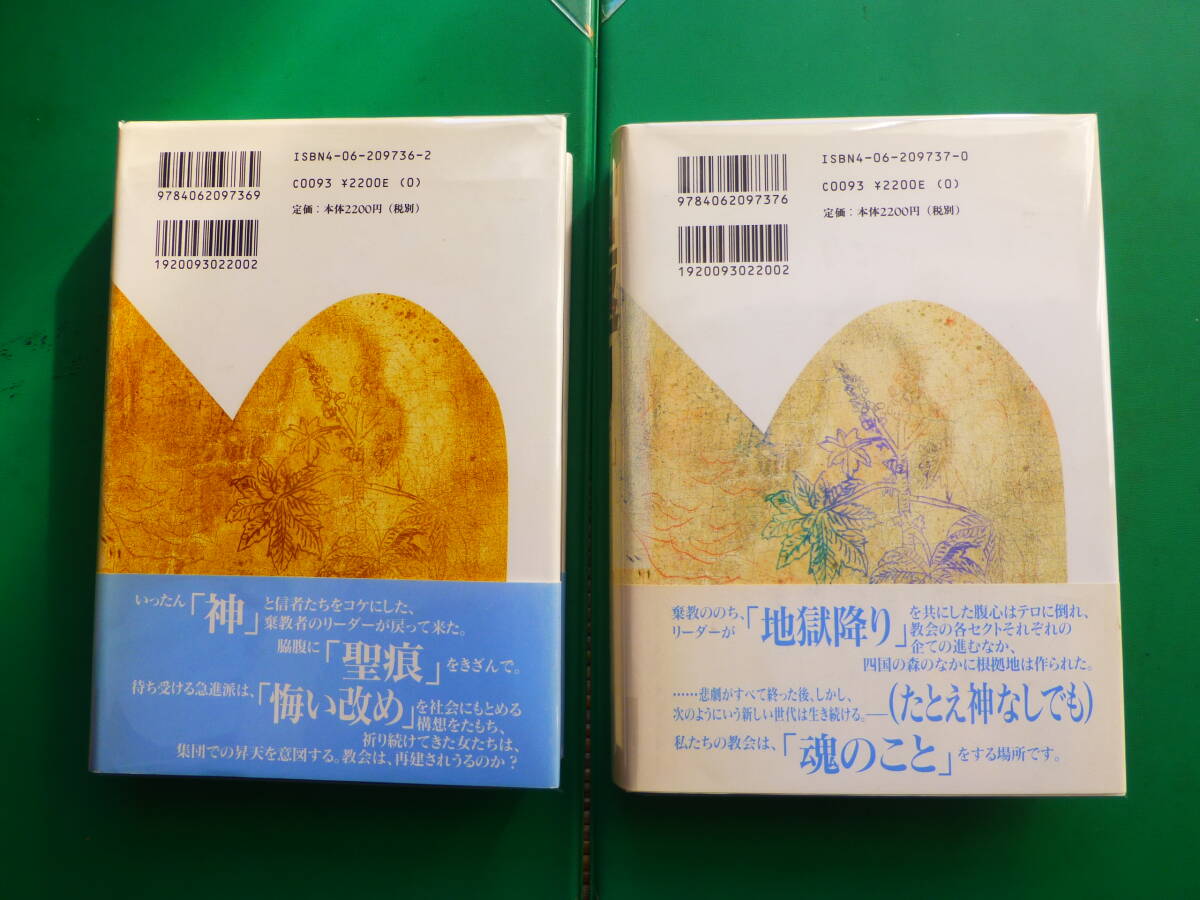 ISBN4-06-209736-2
9784062097369
C0093 ¥2200E (0)
定価：本体2200円（税別）
1920093022002
いったん「神」と信者たちをコケにした、
棄教者のリーダーが戻って来た。
脇腹に「聖痕」をきざんで。
待ち受ける急進派は、「悔い改め」を社会にもとめる
構想をたもち、
祈り続けてきた女たちは、
集団での昇天を意図する。教会は、再建されうるのか？
ISBN4-06-209737-0
9784062097376
C0093 ¥2200E (0)
定価：本体2200円（税別）
1920093022002
棄教ののち、
リーダーが「地獄降り」を共にした腹心はテロに倒れ、
教会の各セクトそれぞれの
企ての進むなか、
四国の森のなかに根拠地は作られた。
……悲劇がすべて終った後、しかし、
次のようにいう新しい世代は生き続ける。──（たとえ神なしでも）
私たちの教会は、「魂のこと」をする場所です。